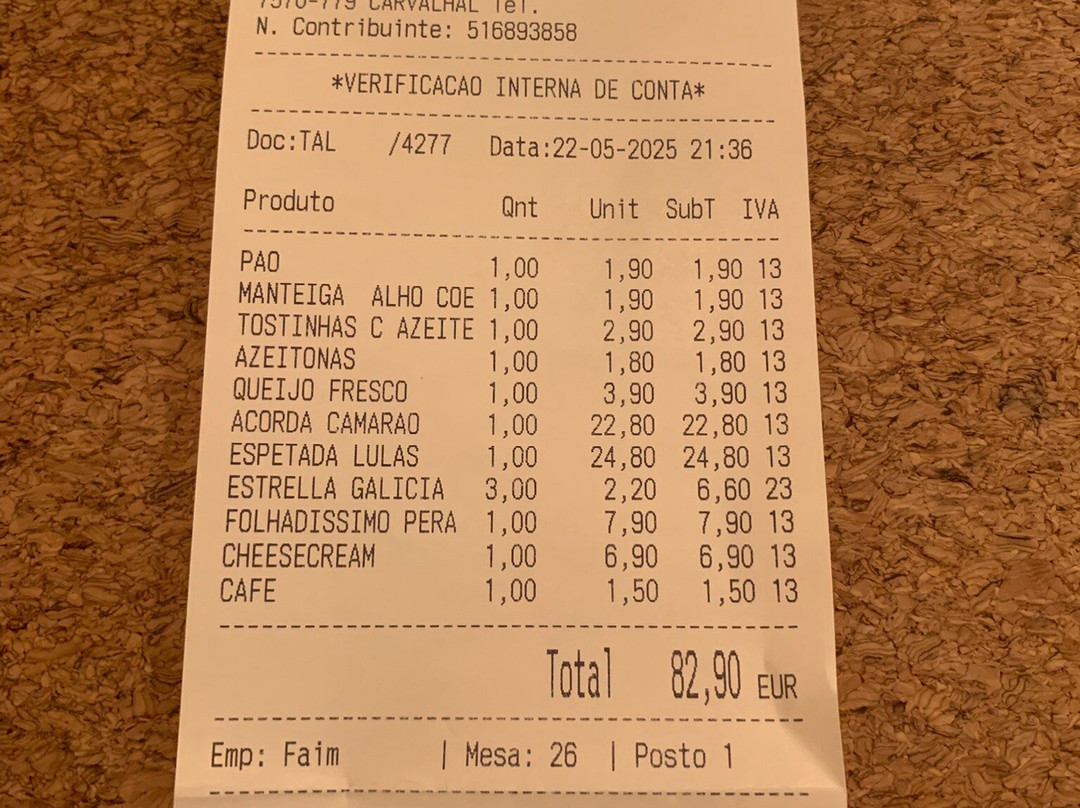 7570-779 CARVALHAL Tel.
N. Contribuinte: 516893858
*VERIFICACAO INTERNA DE CONTA*
Doc:TAL /4277 Data:22-05-2025 21:36
Produto Qnt Unit SubT IVA
PAO 1,00 1,90 1,90 13
MANTEIGA ALHO COE 1,00 1,90 1,90 13
TOSTINHAS C AZEITE 1,00 2,90 2,90 13
AZEITONAS 1,00 1,80 1,80 13
QUEIJO FRESCO 1,00 3,90 3,90 13
ACORDA CAMARAO 1,00 22,80 22,80 13
ESPETADA LULAS 1,00 24,80 24,80 13
ESTRELLA GALICIA 3,00 2,20 6,60 23
FOLHADISSIMO PERA 1,00 7,90 7,90 13
CHEESECREAM 1,00 6,90 6,90 13
CAFE 1,00 1,50 1,50 13
Total 82,90 EUR
Emp: Faim | Mesa: 26 | Posto 1